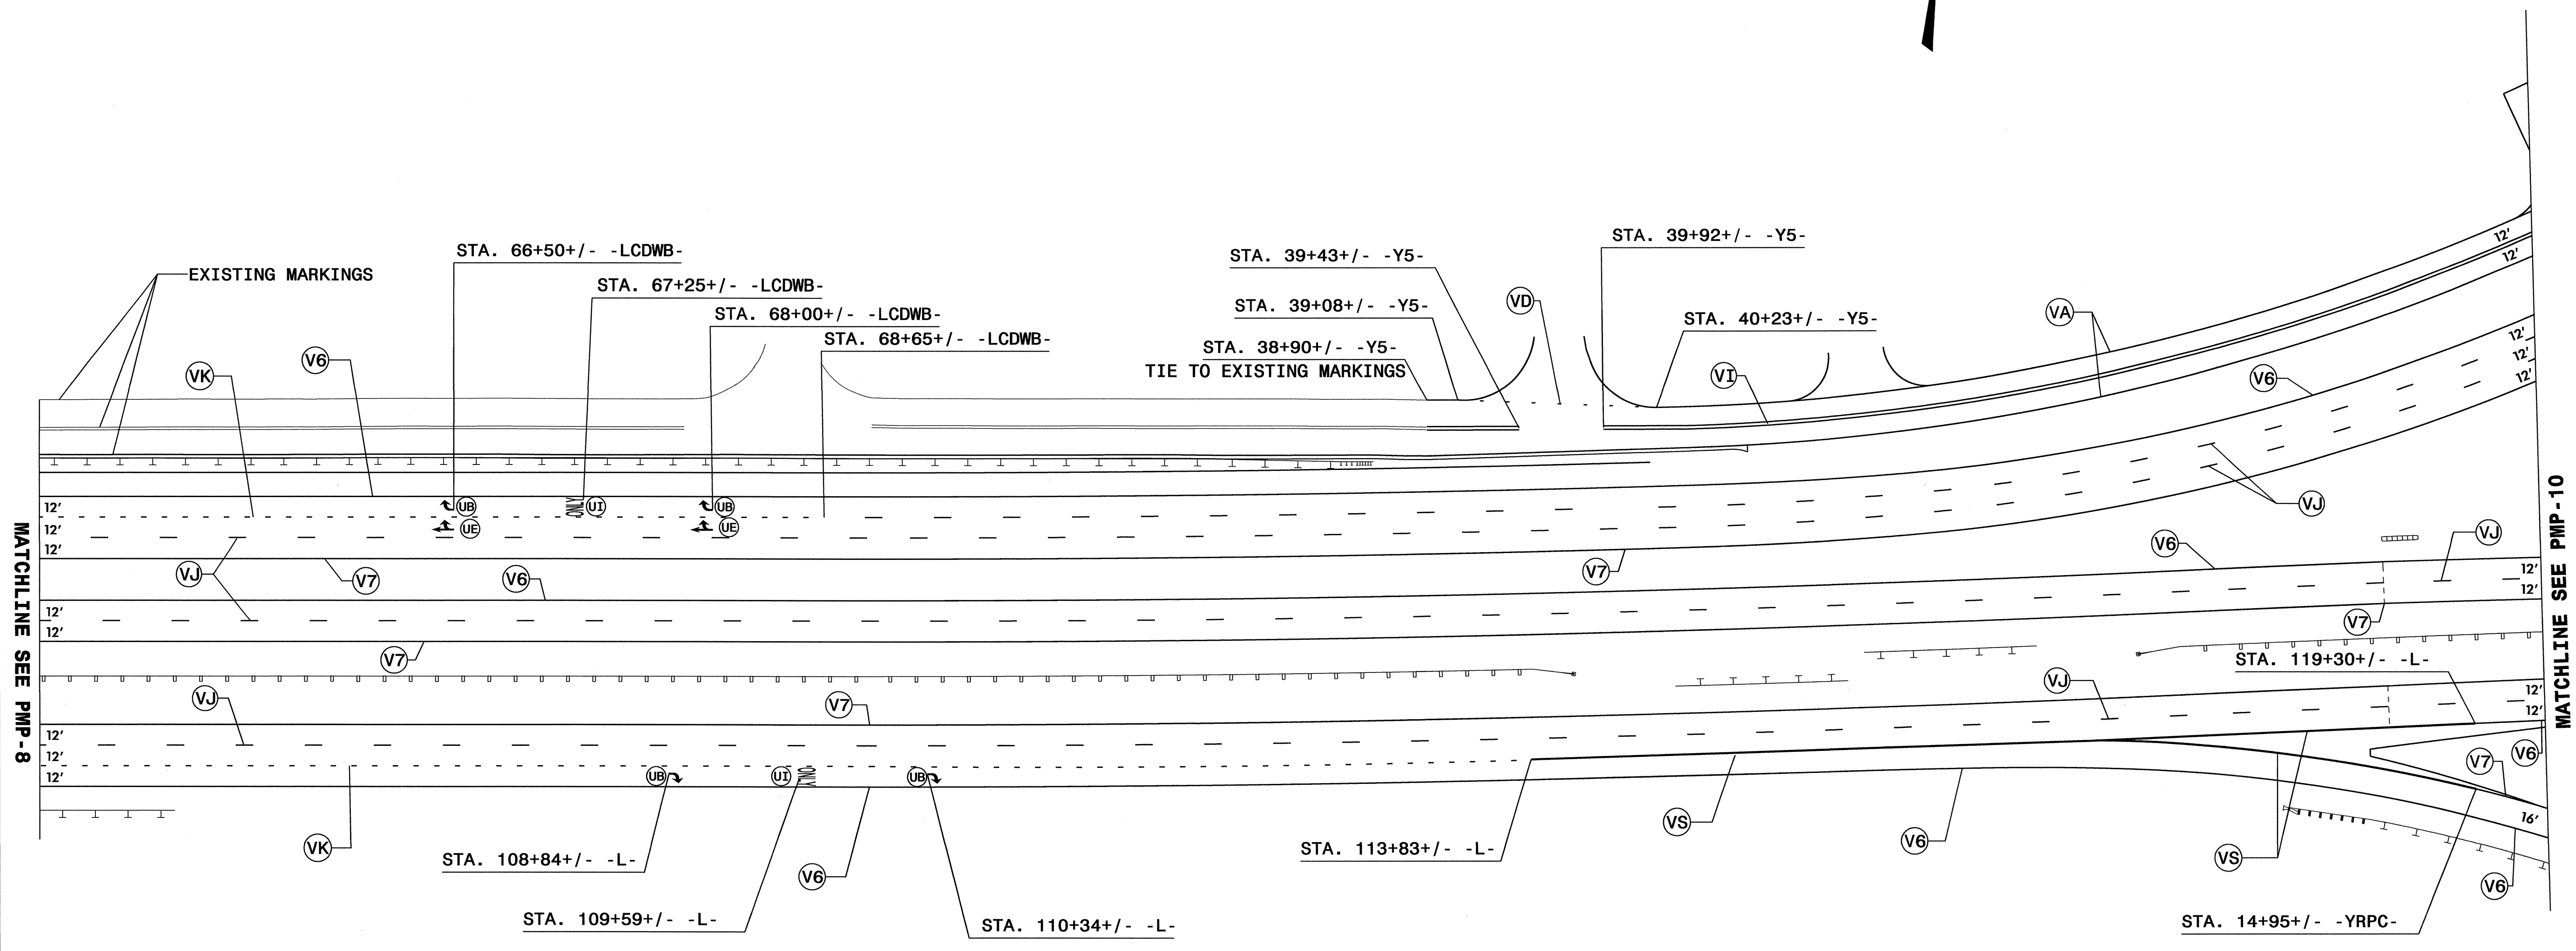 STA. 66+50+/- -LCDWB-
EXISTING MARKINGS
STA. 67+25+/- -LCDWB-
STA. 68+00+/- -LCDWB-
STA. 68+65+/- -LCDWB-
STA. 39+43+/- -Y5-
STA. 39+08+/- -Y5-
STA. 38+90+/- -Y5-
TIE TO EXISTING MARKINGS
VD
STA. 39+92+/- -Y5-
STA. 40+23+/- -Y5-
VI
VA
V6
12'
12'
12'
12'
12'
VK
V6
12'
12'
12'
UB
UE
UI
UB
UE
VJ
V7
V6
V7
VJ
V6
VJ
12'
12'
V7
12'
12'
V7
VJ
V7
VJ
STA. 119+30+/- -L-
12'
12'
12'
12'
12'
UB
UI
ONLY
ONLY
UB
VK
STA. 108+84+/- -L-
STA. 109+59+/- -L-
V6
STA. 110+34+/- -L-
STA. 113+83+/- -L-
VS
V6
VS
V7
V6
16'
V6
STA. 14+95+/- -YRPC-
MATCHLINE SEE PMP-8
MATCHLINE SEE PMP-10